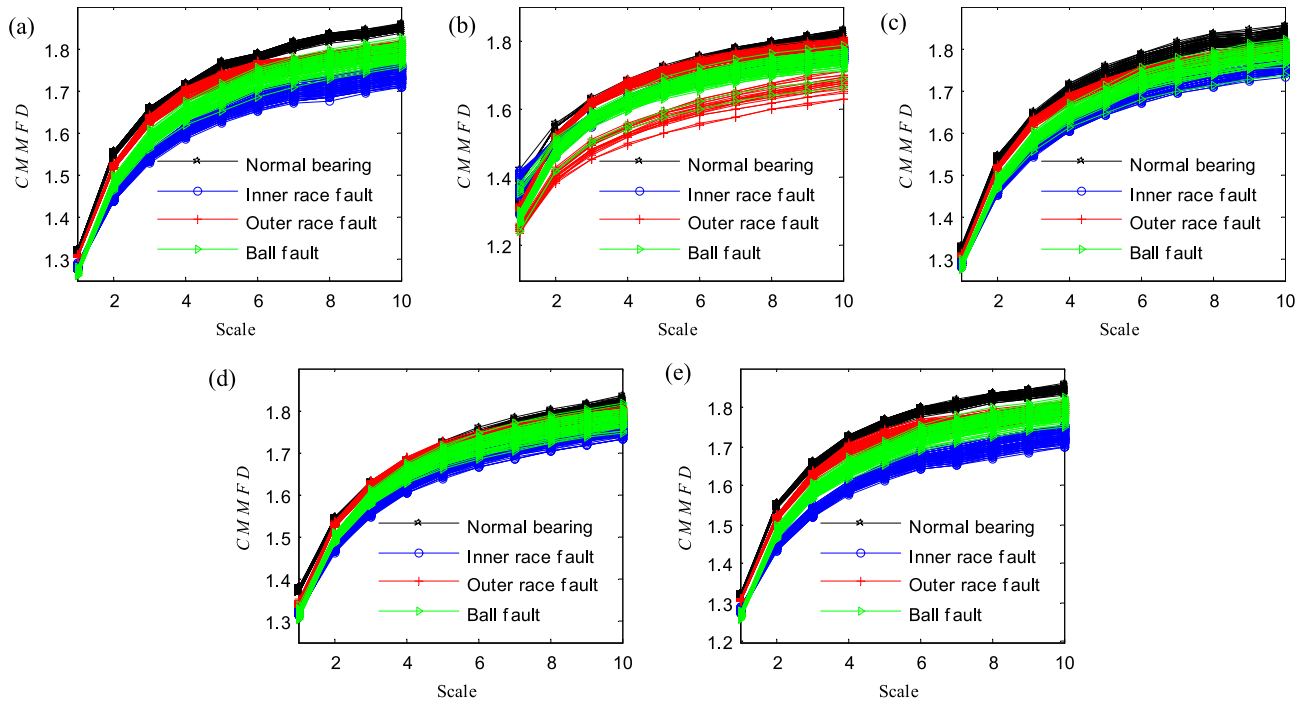 (a)
CMMFD
1.8
1.7
1.6
1.5
1.4
1.3
Normal bearing
Inner race fault
Outer race fault
Ball fault
2 4 6 8 10
Scale
(b)
CMMFD
1.8
1.6
1.4
1.2
Normal bearing
Inner race fault
Outer race fault
Ball fault
2 4 6 8 10
Scale
(c)
CMMFD
1.8
1.7
1.6
1.5
1.4
1.3
Normal bearing
Inner race fault
Outer race fault
Ball fault
2 4 6 8 10
Scale
(d)
CMMFD
1.8
1.7
1.6
1.5
1.4
1.3
Normal bearing
Inner race fault
Outer race fault
Ball fault
2 4 6 8 10
Scale
(e)
CMMFD
1.8
1.7
1.6
1.5
1.4
1.3
1.2
Normal bearing
Inner race fault
Outer race fault
Ball fault
2 4 6 8 10
Scale